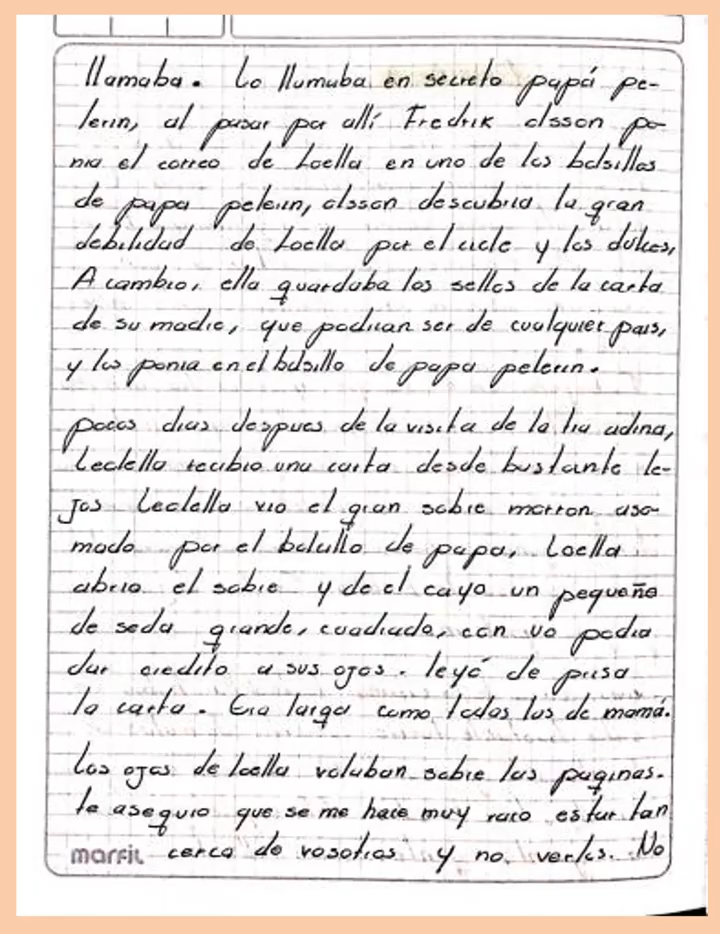 llamaba. Lo llumuba en secreto papá pe-
lerin, al pasar por allí Fredrik olsson po-
nia el correo de Loella en uno de los bolsillos
de papa pelerin, olsson descubrio la gran
debilidad de Loella por el cicle y los dulces,
A cambio, ella guardaba los sellos de la carta
de su madre, que podrian ser de cualquier pais,
y los ponia en el bolsillo de papa pelerin.
pocos dias despues de la visita de la tia adina,
Leolella recibio una carta desde bustante le-
Jos Leolella vio el gran sobre marron aso-
mado por el bolsillo de papa, Loella
abrio el sobre y de el cayo un pequeño
de seda grande, cuadrado, con vo podia
dar credito a sus ojos. leyó de prisa
la carta. Era larga como todas las de mamá.
Los ojos de loella volaban sobre las paginas.
te aseguro que se me hace muy raro estar tan
marfil cerca de vosotros y no, verlos. No